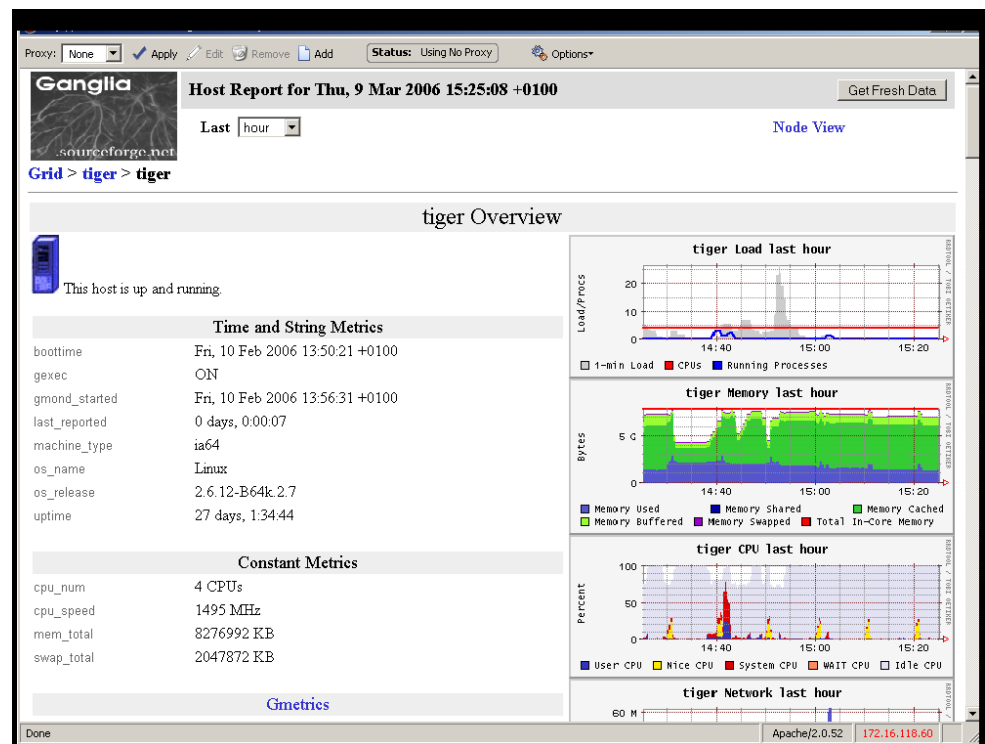 Proxy: None Apply Edit Remove Add Status: Using No Proxy Options
Ganglia
.sourceforge.net
Host Report for Thu, 9 Mar 2006 15:25:08 +0100
Get Fresh Data
Last hour
Node View
Grid > tiger > tiger
tiger Overview
This host is up and running.
Time and String Metrics
boottime Fri, 10 Feb 2006 13:50:21 +0100
gexec ON
gmond_started Fri, 10 Feb 2006 13:56:31 +0100
last_reported 0 days, 0:00:07
machine_type ia64
os_name Linux
os_release 2.6.12-B64k.2.7
uptime 27 days, 1:34:44
Constant Metrics
cpu_num 4 CPUs
cpu_speed 1495 MHz
mem_total 8276992 KB
swap_total 2047872 KB
Gmetrics
tiger Load last hour
Load/Procs
20
10
0
14:40 15:00 15:20
1-min Load CPUs Running Processes
RRDTOOL / TOBI OETIKER
tiger Memory last hour
Bytes
5 G
0
14:40 15:00 15:20
Memory Used Memory Shared Memory Cached
Memory Buffered Memory Swapped Total In-Core Memory
RRDTOOL / TOBI OETIKER
tiger CPU last hour
Percent
100
50
0
14:40 15:00 15:20
User CPU Nice CPU System CPU WAIT CPU Idle CPU
RRDTOOL / TOBI OETIKER
tiger Network last hour
60 M
Done
Apache/2.0.52
172.16.118.60